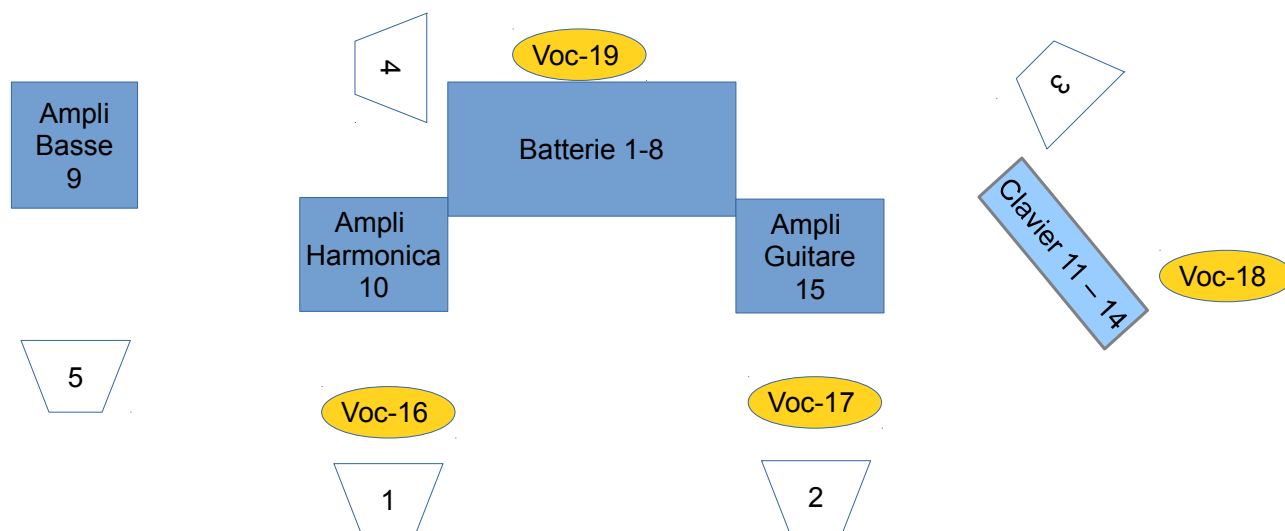 4
Voc-19
3
Ampli
Basse
9
Batterie 1-8
Ampli
Harmonica
10
Ampli
Guitare
15
Clavier 11 – 14
Voc-18
5
Voc-16
Voc-17
1
2